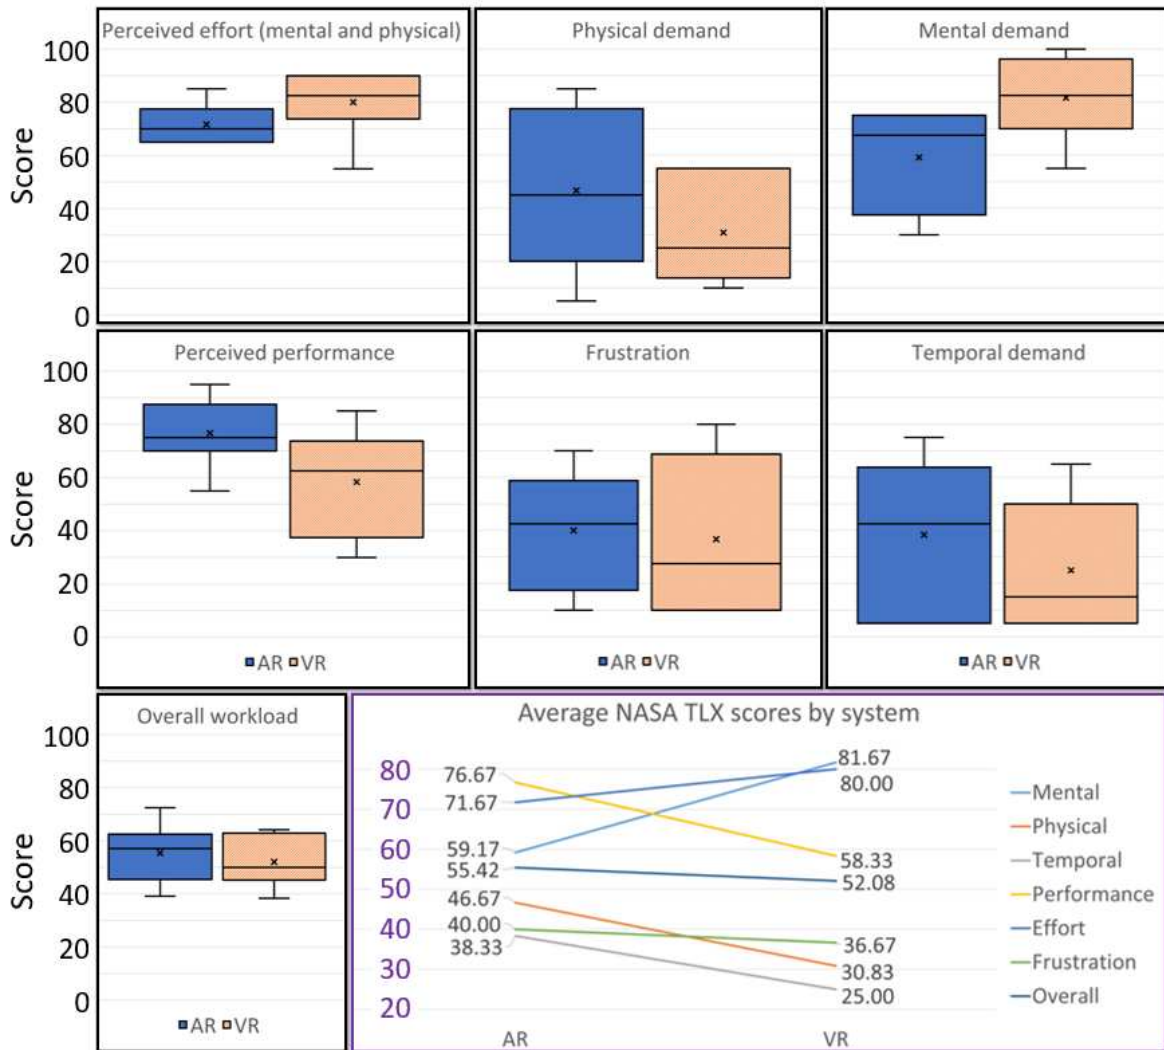 Perceived effort (mental and physical)
Physical demand
Mental demand
Score
100
80
60
40
20
0
Perceived performance
Frustration
Temporal demand
Score
100
80
60
40
20
0
AR VR
AR VR
AR VR
Overall workload
Score
100
80
60
40
20
0
AR VR
Average NASA TLX scores by system
80
70
60
50
40
30
20
76.67
71.67
59.17
55.42
46.67
40.00
38.33
81.67
80.00
58.33
52.08
36.67
30.83
25.00
AR
VR
Mental
Physical
Temporal
Performance
Effort
Frustration
Overall